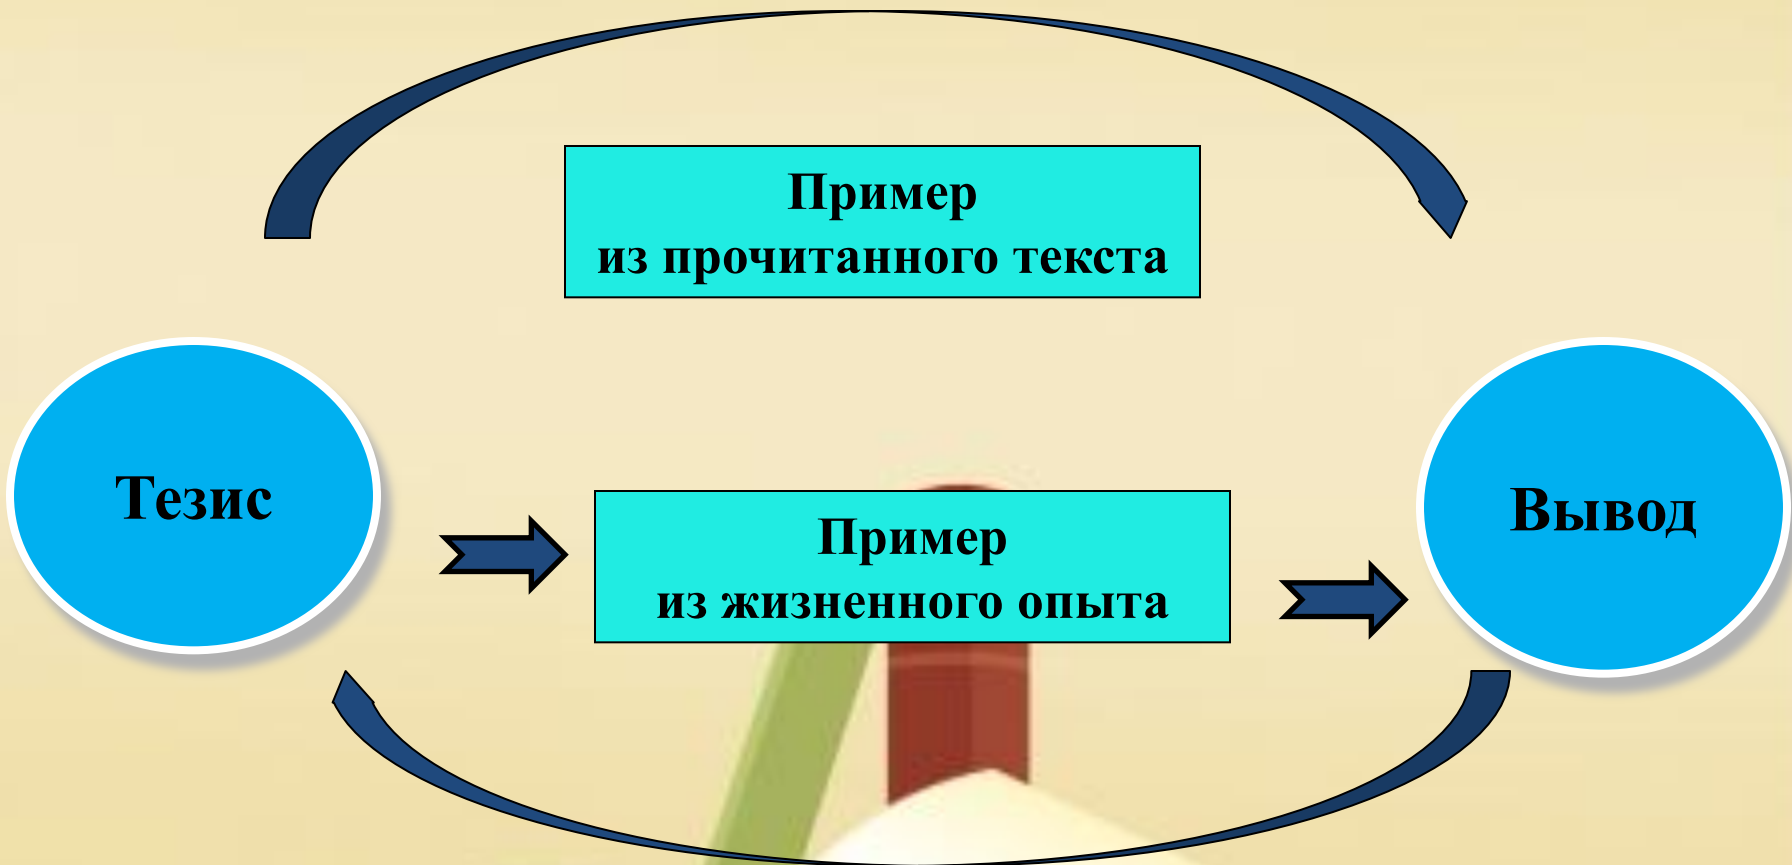 Пример
из прочитанного текста
Тезис
Пример
из жизненного опыта
Вывод